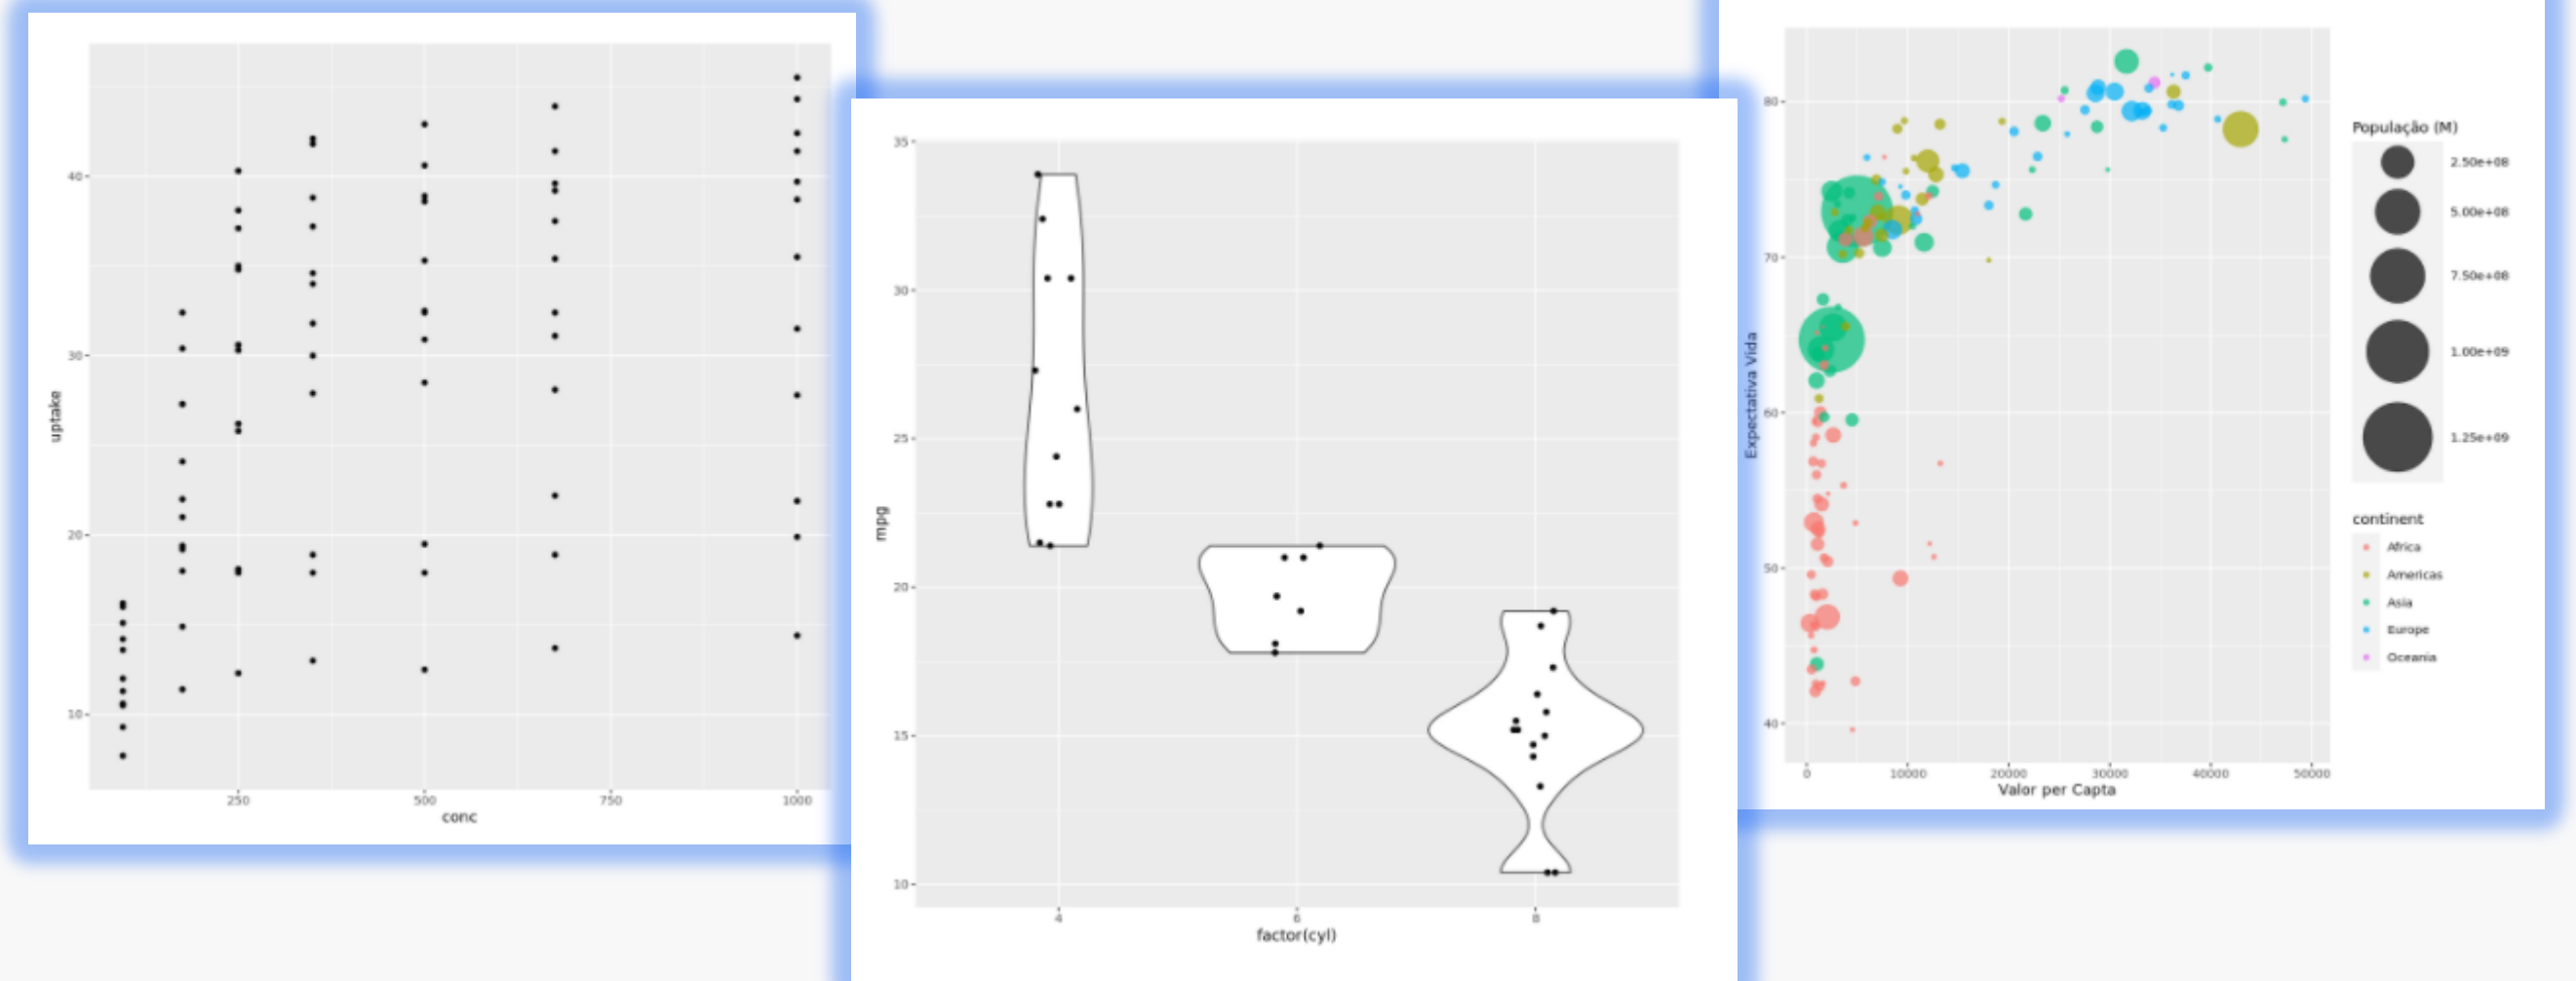 40
30
20
10
uptake
250 500 750 1000
conc
35
30
25
20
15
10
mpg
4 6 8
factor(cyl)
80
70
60
50
40
Expectativa Vida
0 10000 20000 30000 40000 50000
Valor per Capta
População (M)
2.50e+08
5.00e+08
7.50e+08
1.00e+09
1.25e+09
continent
Africa
Americas
Asia
Europe
Oceania